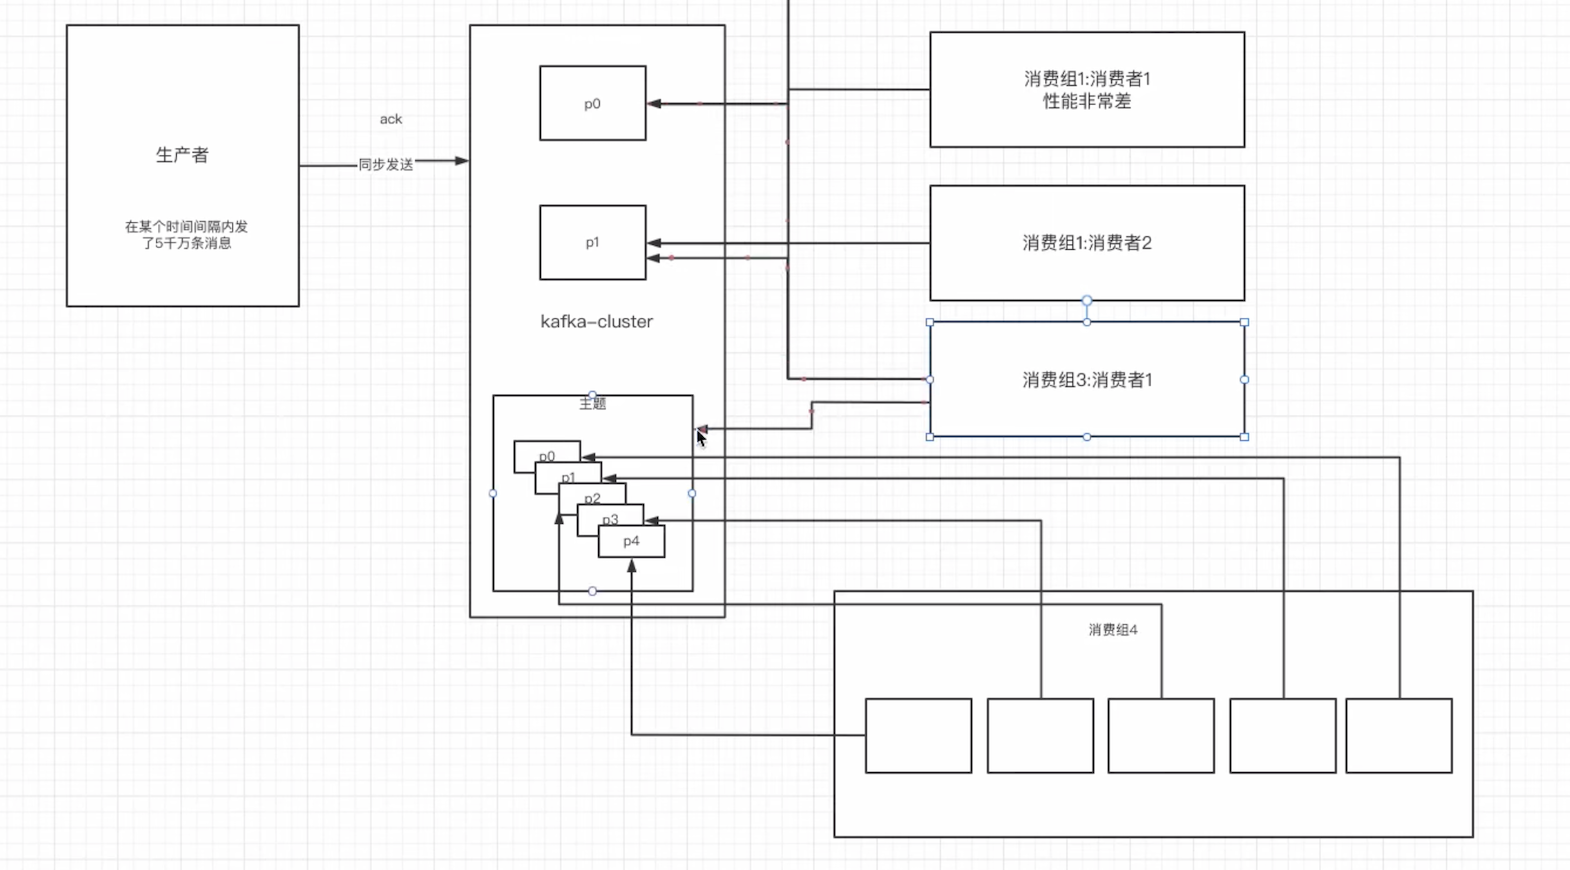 生产者
在某个时间间隔内发
了5千万条消息
ack
同步发送
p0
p1
kafka-cluster
主题
p0
p1
p2
p3
p4
消费组1:消费者1
性能非常差
消费组1:消费者2
消费组3:消费者1
消费组4